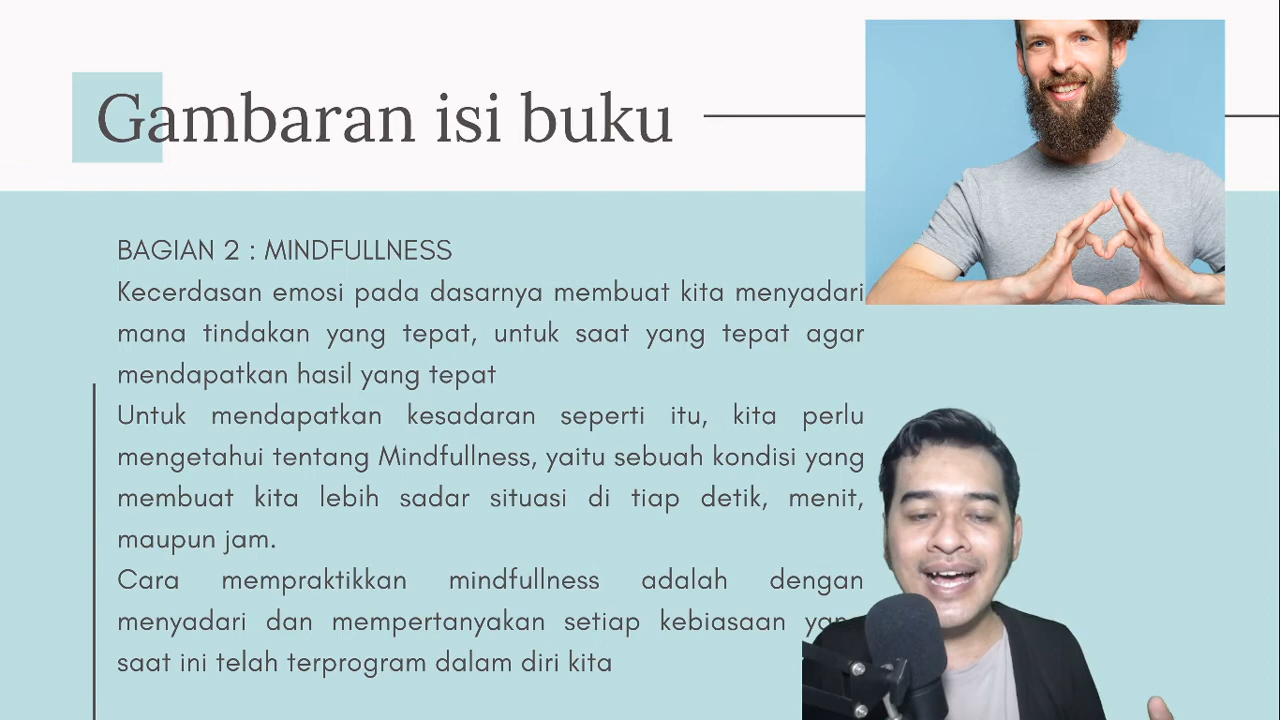 Gambaran isi buku
BAGIAN 2 : MINDFULLNESS
Kecerdasan emosi pada dasarnya membuat kita menyadari
mana tindakan yang tepat, untuk saat yang tepat agar
mendapatkan hasil yang tepat
Untuk mendapatkan kesadaran seperti itu, kita perlu
mengetahui tentang Mindfullness, yaitu sebuah kondisi yang
membuat kita lebih sadar situasi di tiap detik, menit,
maupun jam.
Cara mempraktikkan mindfullness adalah dengan
menyadari dan mempertanyakan setiap kebiasaan yang
saat ini telah terprogram dalam diri kita